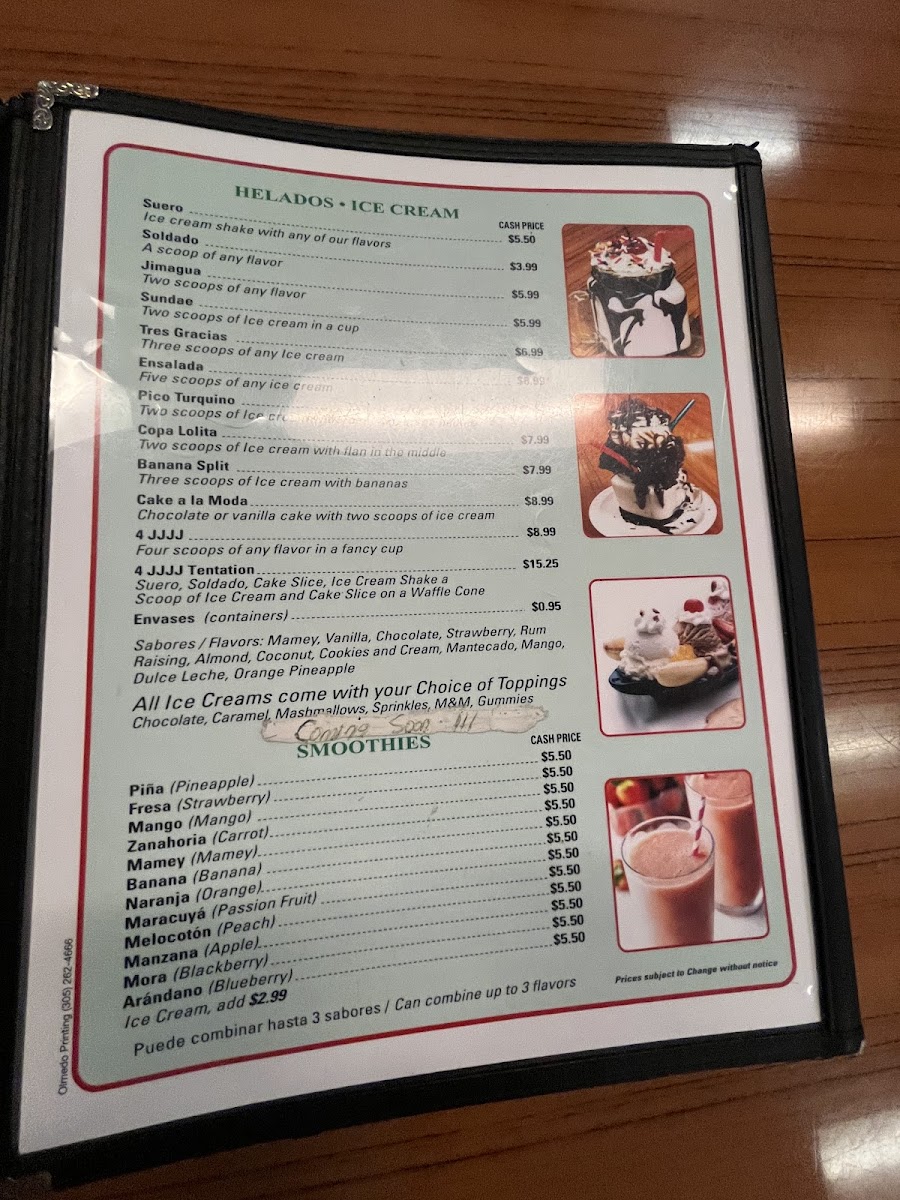 HELADOS • ICE CREAM
CASH PRICE
Suero $5.50
Ice cream shake with any of our flavors
Soldado $3.99
A scoop of any flavor
Jimagua $5.99
Two scoops of any flavor
Sundae $5.99
Two scoops of Ice cream in a cup
Tres Gracias $6.99
Three scoops of any Ice cream
Ensalada $8.99
Five scoops of any ice cream
Pico Turquino
Two scoops of Ice
Copa Lolita $7.99
Two scoops of Ice cream with flan in the middle
Banana Split $7.99
Three scoops of Ice cream with bananas
Cake a la Moda $8.99
Chocolate or vanilla cake with two scoops of ice cream
4 JJJJ $8.99
Four scoops of any flavor in a fancy cup
4 JJJJ Tentation $15.25
Suero, Soldado, Cake Slice, Ice Cream Shake a
Scoop of Ice Cream and Cake Slice on a Waffle Cone
Envases (containers) $0.95
Sabores / Flavors: Mamey, Vanilla, Chocolate, Strawberry, Rum
Raising, Almond, Coconut, Cookies and Cream, Mantecado, Mango,
Dulce Leche, Orange Pineapple
All Ice Creams come with your Choice of Toppings
Chocolate, Caramel, Mashmallows, Sprinkles, M&M, Gummies
Coming Soon !!!
SMOOTHIES
CASH PRICE
Piña (Pineapple) $5.50
Fresa (Strawberry) $5.50
Mango (Mango) $5.50
Zanahoria (Carrot) $5.50
Mamey (Mamey) $5.50
Banana (Banana) $5.50
Naranja (Orange) $5.50
Maracuyá (Passion Fruit) $5.50
Melocotón (Peach) $5.50
Manzana (Apple) $5.50
Mora (Blackberry) $5.50
Arándano (Blueberry) $5.50
Ice Cream, add $2.99
Puede combinar hasta 3 sabores / Can combine up to 3 flavors
Prices subject to Change without notice
Olmedo Printing (305) 262-4666